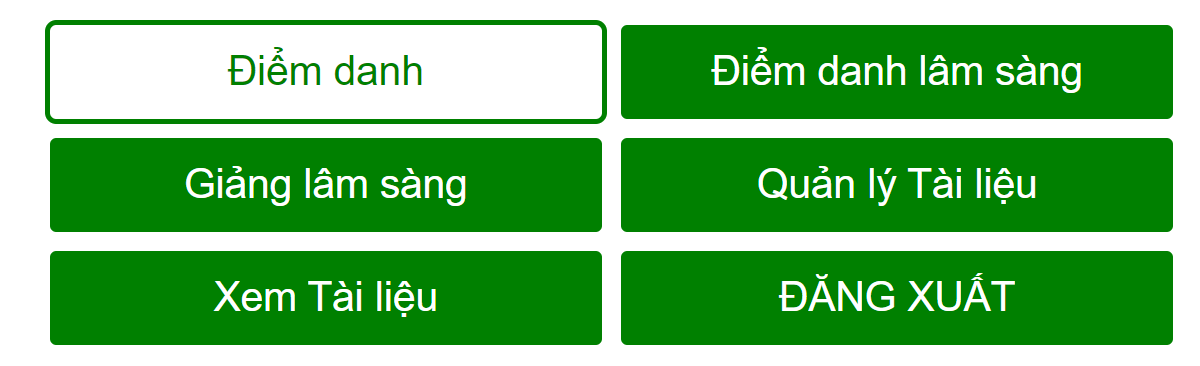 Điểm danh
Điểm danh lâm sàng
Giảng lâm sàng
Quản lý Tài liệu
Xem Tài liệu
ĐĂNG XUẤT